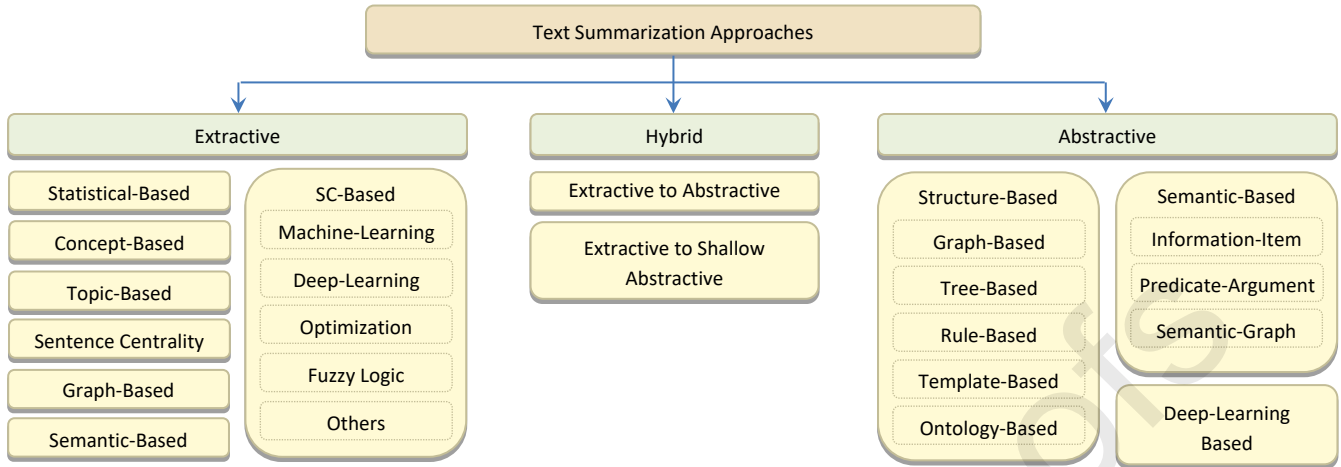 Text Summarization Approaches
Extractive
Statistical-Based
Concept-Based
Topic-Based
Sentence Centrality
Graph-Based
Semantic-Based
SC-Based
Machine-Learning
Deep-Learning
Optimization
Fuzzy Logic
Others
Hybrid
Extractive to Abstractive
Extractive to Shallow
Abstractive
Abstractive
Structure-Based
Graph-Based
Tree-Based
Rule-Based
Template-Based
Ontology-Based
Semantic-Based
Information-Item
Predicate-Argument
Semantic-Graph
Deep-Learning
Based
ofs